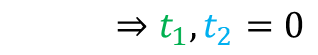 ⇒ t₁, t₂ = 0